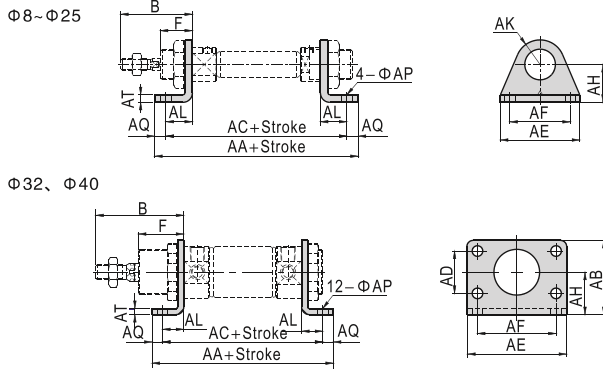 Φ8~Φ25
B
F
AK
4-ΦAP
AT
AH
AL
AL
AF
AQ
AC+Stroke
AQ
AE
AA+Stroke
Φ32、Φ40
B
F
AD
AH
AB
12-ΦAP
AT
AL
AL
AF
AQ
AC+Stroke
AQ
AE
AA+Stroke